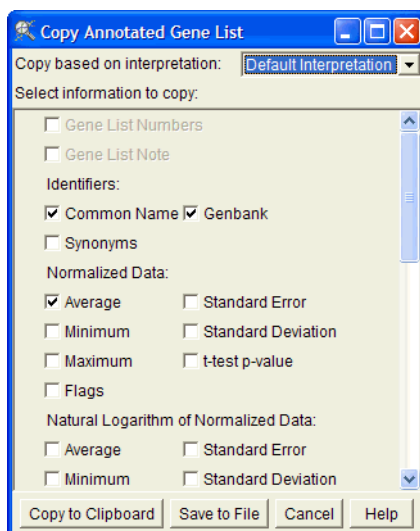 Copy Annotated Gene List
Copy based on interpretation: Default Interpretation
Select information to copy:
Gene List Numbers
Gene List Note
Identifiers:
Common Name Genbank
Synonyms
Normalized Data:
Average Standard Error
Minimum Standard Deviation
Maximum t-test p-value
Flags
Natural Logarithm of Normalized Data:
Average Standard Error
Minimum Standard Deviation
Copy to Clipboard Save to File Cancel Help